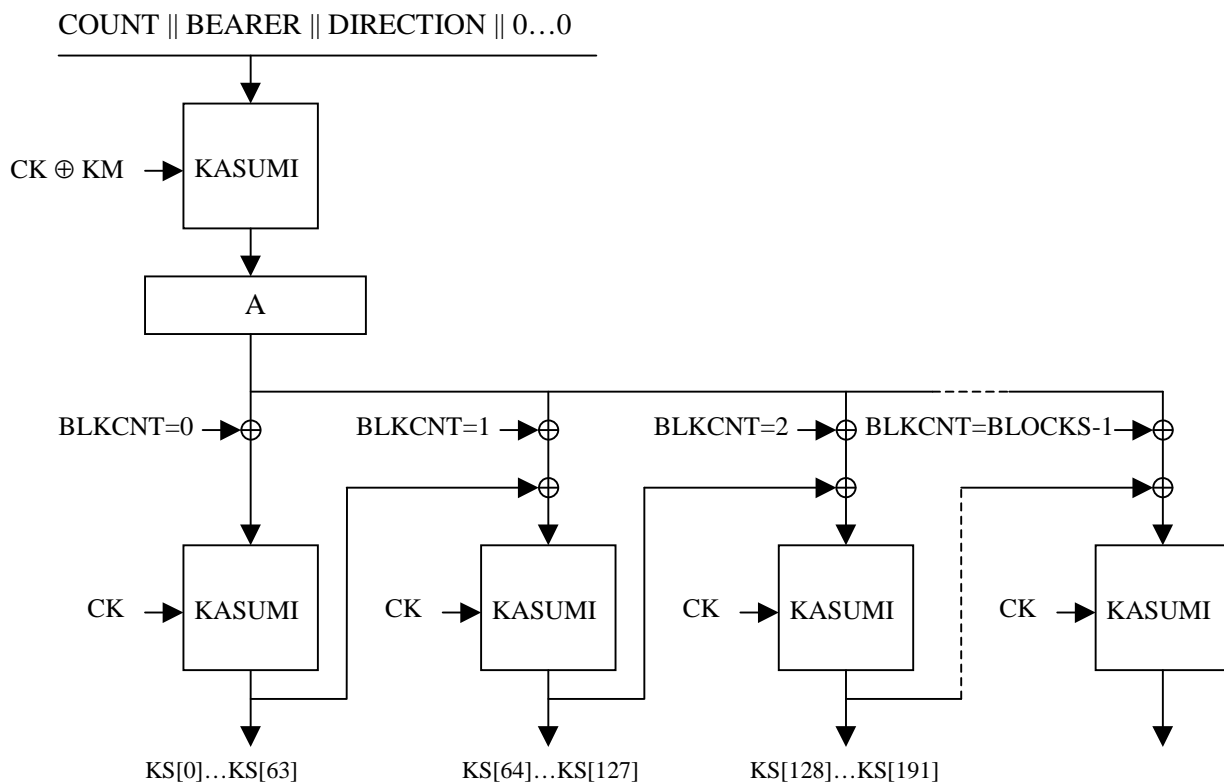 COUNT || BEARER || DIRECTION || 0…0
CK ⊕ KM
KASUMI
A
BLKCNT=0
BLKCNT=1
BLKCNT=2
BLKCNT=BLOCKS-1
CK
KASUMI
CK
KASUMI
CK
KASUMI
CK
KASUMI
KS[0]…KS[63]
KS[64]…KS[127]
KS[128]…KS[191]